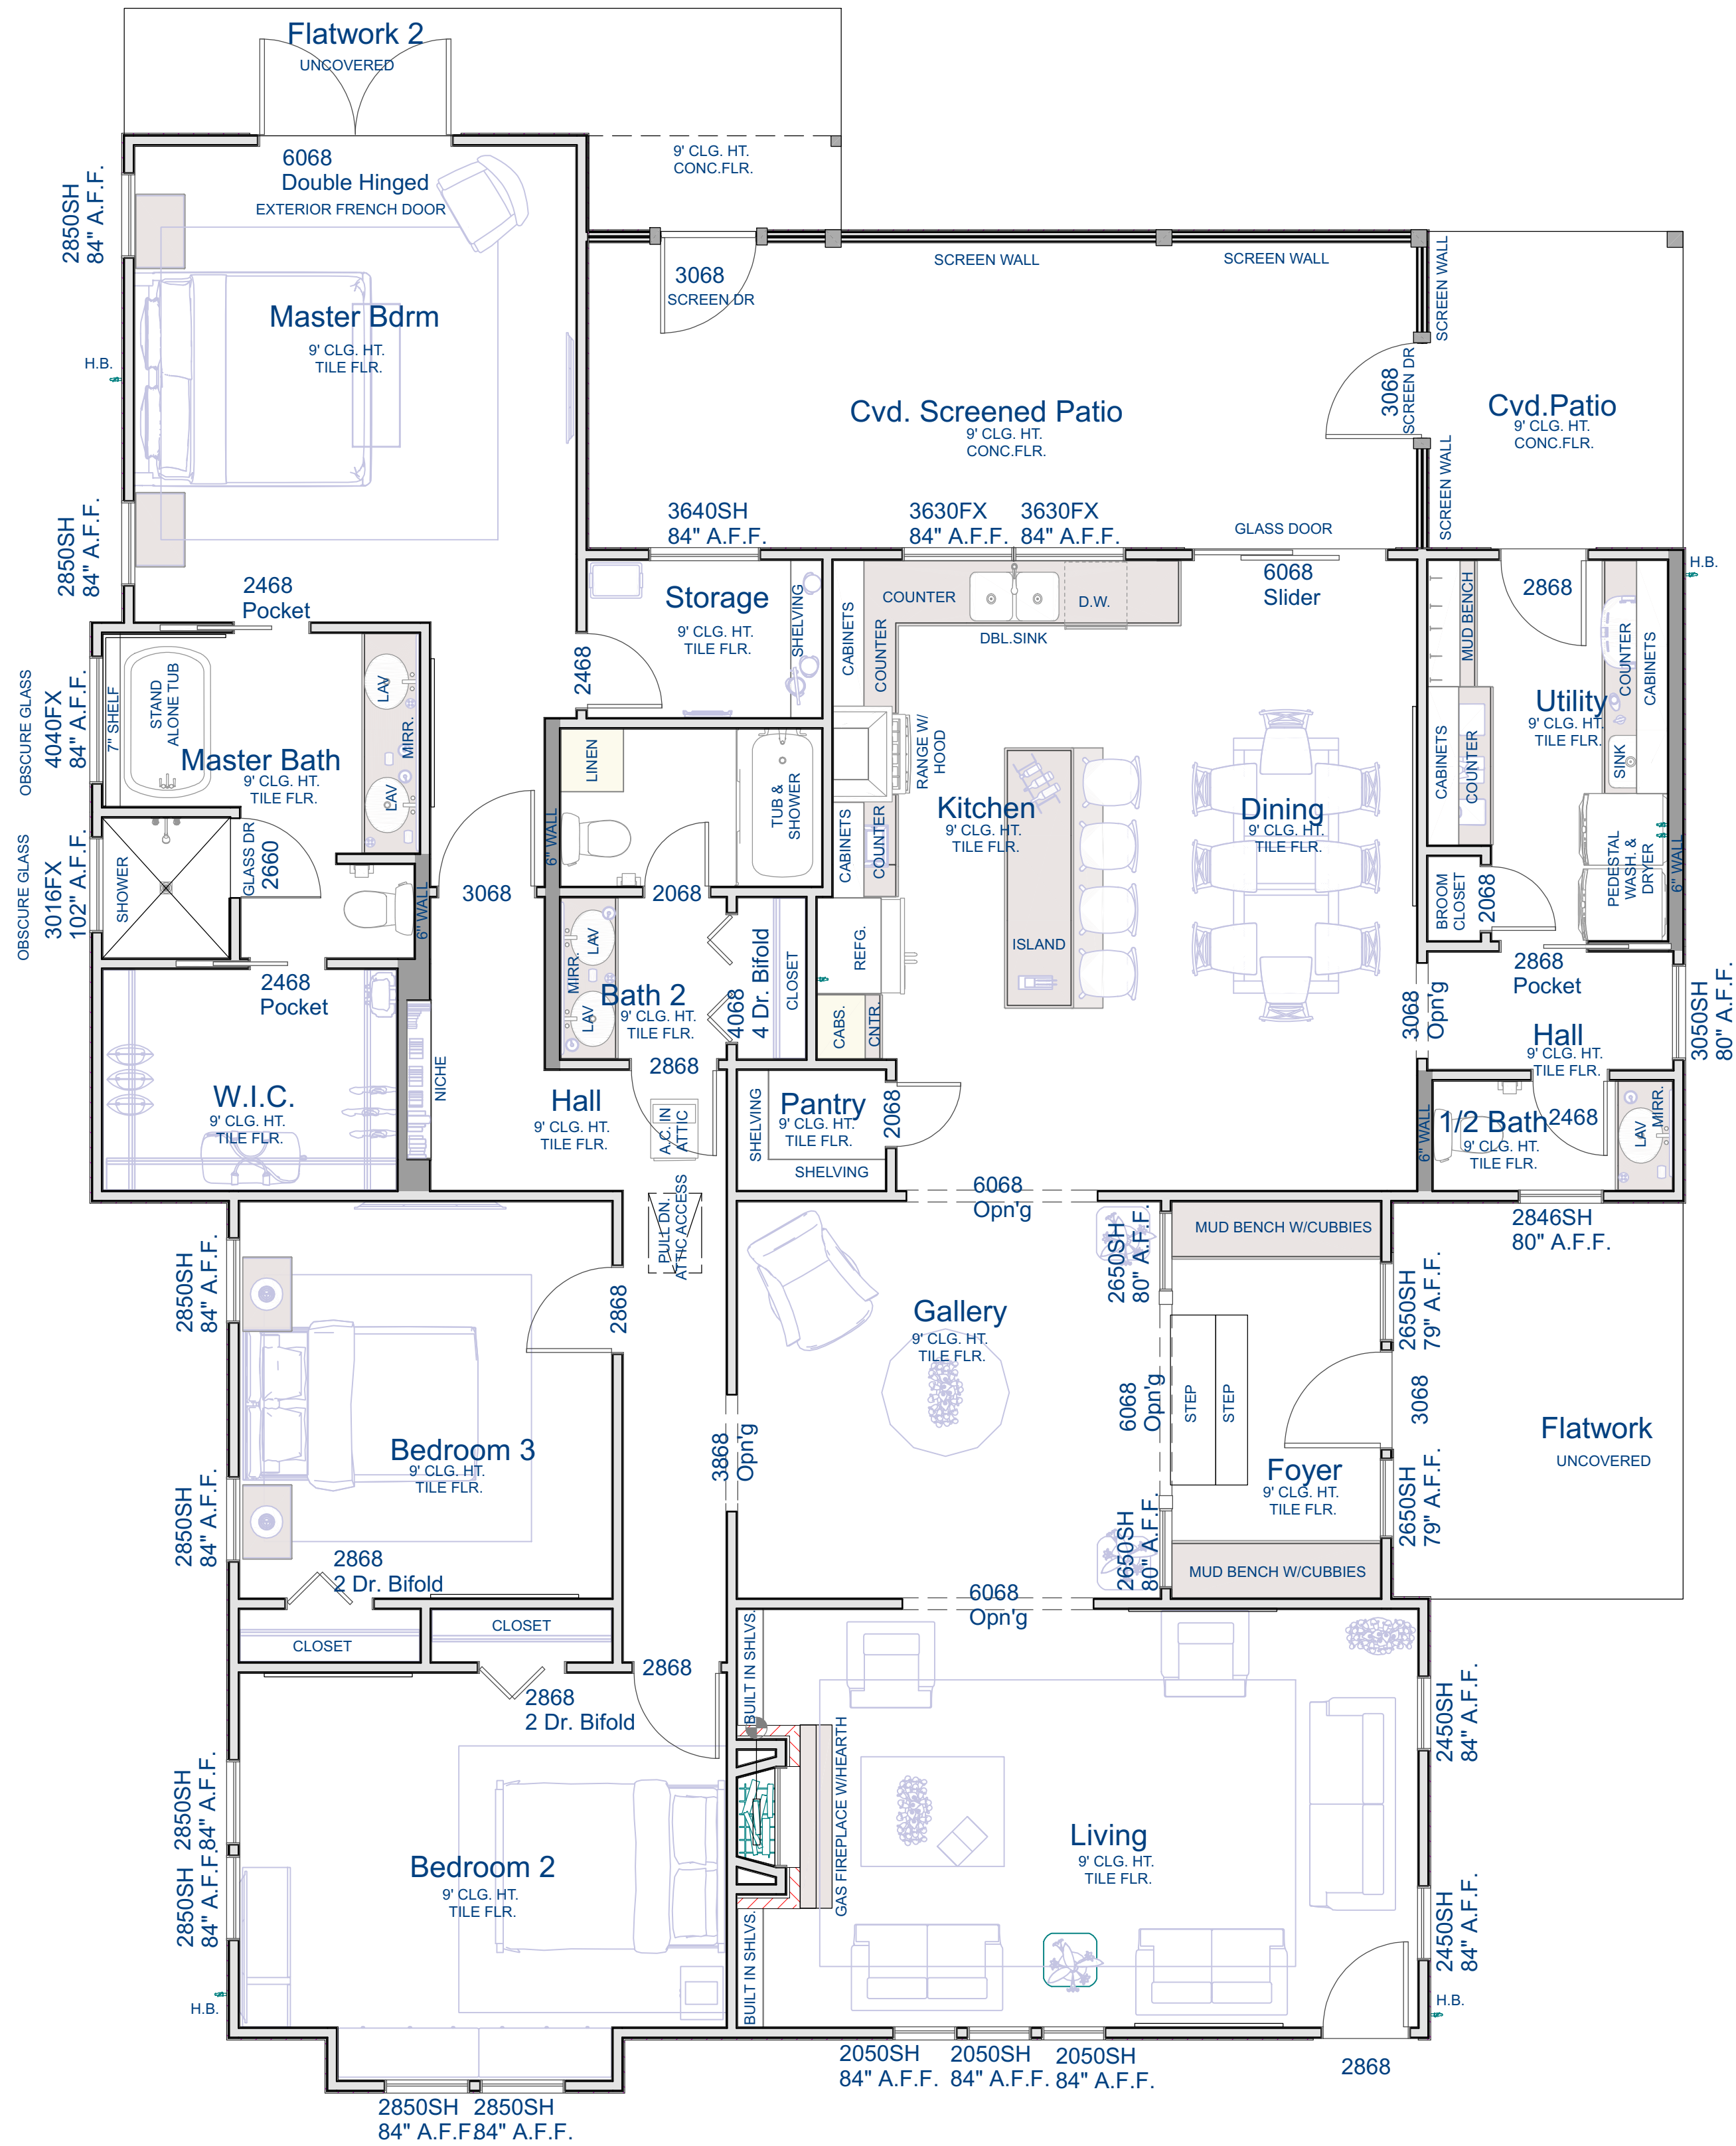 Flatwork 2
UNCOVERED
6068
Double Hinged
EXTERIOR FRENCH DOOR
9' CLG. HT.
CONC.FLR.
2850SH
84" A.F.F.
Master Bdrm
9' CLG. HT.
TILE FLR.
H.B.
2850SH
84" A.F.F.
3068
SCREEN DR
SCREEN WALL
SCREEN WALL
SCREEN WALL
3068
SCREEN DR
SCREEN WALL
Cvd. Screened Patio
9' CLG. HT.
CONC.FLR.
Cvd.Patio
9' CLG. HT.
CONC.FLR.
3640SH
84" A.F.F.
3630FX
84" A.F.F.
3630FX
84" A.F.F.
GLASS DOOR
6068
Slider
H.B.
2468
Pocket
Storage
9' CLG. HT.
TILE FLR.
SHELVING
2468
CABINETS
COUNTER
COUNTER
DBL.SINK
D.W.
MUD BENCH
2868
COUNTER
CABINETS
Utility
9' CLG. HT.
TILE FLR.
SINK
CABINETS
COUNTER
PEDESTAL
WASH. &
DRYER
6" WALL
BROOM
CLOSET
2068
OBSCURE GLASS
4040FX
84" A.F.F.
7" SHELF
STAND
ALONE TUB
LAV
MIRR.
LAV
Master Bath
9' CLG. HT.
TILE FLR.
OBSCURE GLASS
3016FX
102" A.F.F.
SHOWER
GLASS DR
2660
6" WALL
3068
6" WALL
LINEN
TUB &
SHOWER
2068
RANGE W/
HOOD
Kitchen
9' CLG. HT.
TILE FLR.
CABINETS
COUNTER
ISLAND
REFG.
CABS.
CNTR.
Dining
9' CLG. HT.
TILE FLR.
2468
Pocket
W.I.C.
9' CLG. HT.
TILE FLR.
NICHE
MIRR.
LAV
LAV
Bath 2
9' CLG. HT.
TILE FLR.
4068
4 Dr. Bifold
CLOSET
2868
Hall
9' CLG. HT.
TILE FLR.
A.C. IN
ATTIC
PULL DN.
ATTIC ACCESS
SHELVING
Pantry
9' CLG. HT.
TILE FLR.
SHELVING
2068
3068
Opn'g
2868
Pocket
Hall
9' CLG. HT.
TILE FLR.
3050SH
80" A.F.F.
6" WALL
1/2 Bath
9' CLG. HT.
TILE FLR.
2468
LAV
MIRR.
2846SH
80" A.F.F.
6068
Opn'g
2650SH
80" A.F.F.
MUD BENCH W/CUBBIES
2650SH
79" A.F.F.
Gallery
9' CLG. HT.
TILE FLR.
6068
Opn'g
STEP
STEP
3068
Foyer
9' CLG. HT.
TILE FLR.
2650SH
79" A.F.F.
2650SH
80" A.F.F.
MUD BENCH W/CUBBIES
Flatwork
UNCOVERED
2850SH
84" A.F.F.
2868
Bedroom 3
9' CLG. HT.
TILE FLR.
2850SH
84" A.F.F.
3868
Opn'g
2868
2 Dr. Bifold
CLOSET
CLOSET
2868
2 Dr. Bifold
2868
6068
Opn'g
BUILT IN SHLVS.
GAS FIREPLACE W/HEARTH
BUILT IN SHLVS.
Living
9' CLG. HT.
TILE FLR.
2450SH
84" A.F.F.
2450SH
84" A.F.F.
H.B.
2850SH
84" A.F.F.
2850SH
84" A.F.F.
Bedroom 2
9' CLG. HT.
TILE FLR.
H.B.
2050SH
84" A.F.F.
2050SH
84" A.F.F.
2050SH
84" A.F.F.
2868
2850SH
84" A.F.F.
2850SH
84" A.F.F.